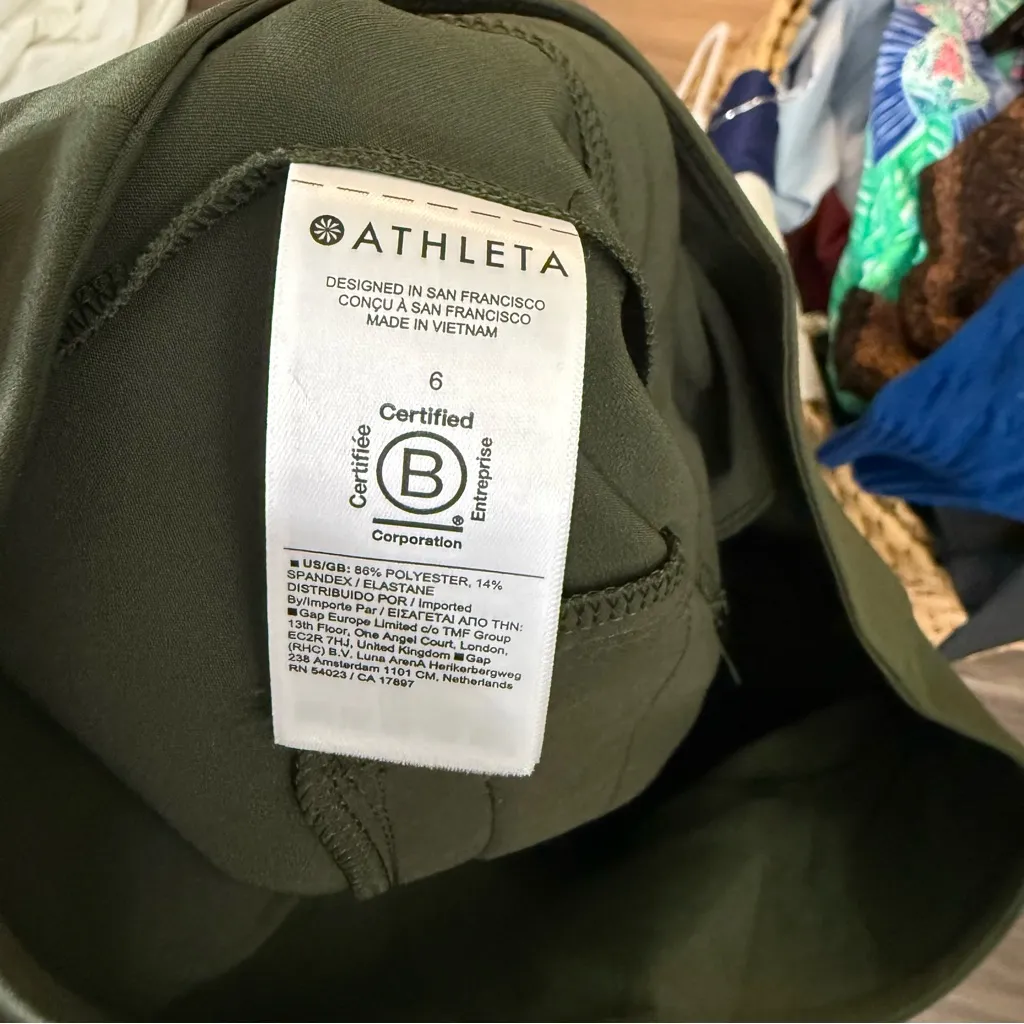 ATHLETA
DESIGNED IN SAN FRANCISCO
CONÇU À SAN FRANCISCO
MADE IN VIETNAM
6
Certified
Certifiée
B
Entreprise
®
Corporation
US/GB: 86% POLYESTER, 14%
SPANDEX / ELASTANE
DISTRIBUIDO POR / Imported
By/Importe Par / ΕΙΣΑΓΕΤΑΙ ΑΠΟ ΤΗΝ:
■Gap Europe Limited c/o TMF Group
13th Floor, One Angel Court, London,
EC2R 7HJ, United Kingdom ■Gap
(RHC) B.V. Luna ArenA Herikerbergweg
238 Amsterdam 1101 CM, Netherlands
RN 54023 / CA 17897